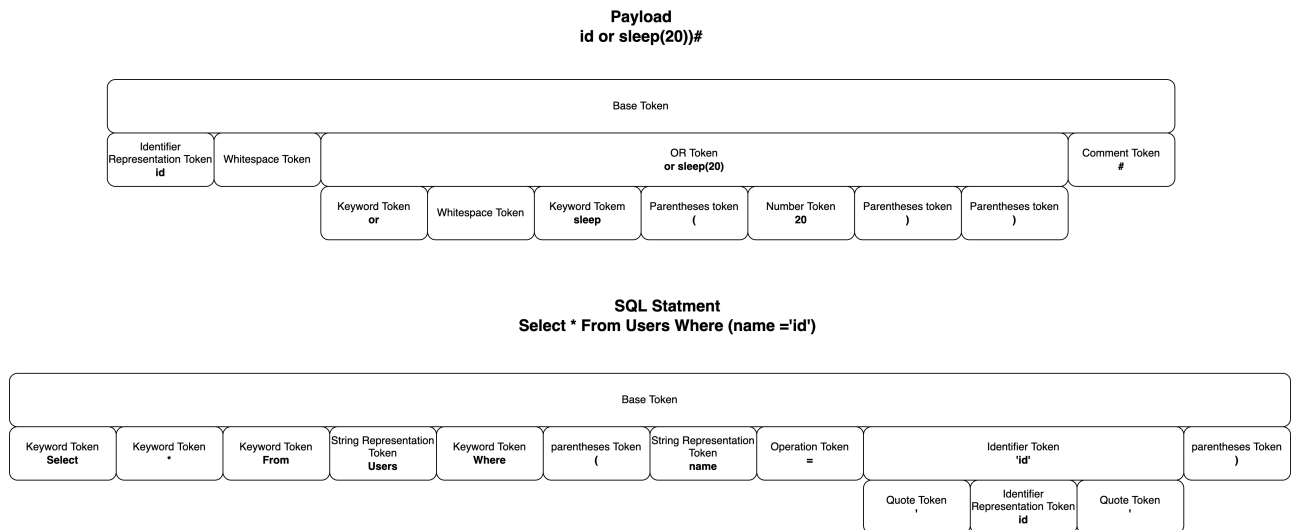 Payload
id or sleep(20))#
Base Token
Identifier
Representation Token
id
Whitespace Token
OR Token
or sleep(20)
Comment Token
#
Keyword Token
or
Whitespace Token
Keyword Tokem
sleep
Parentheses token
(
Number Token
20
Parentheses token
)
Parentheses token
)
SQL Statment
Select * From Users Where (name ='id')
Base Token
Keyword Token
Select
Keyword Token
*
Keyword Token
From
String Representation
Token
Users
Keyword Token
Where
parentheses Token
(
String Representation
Token
name
Operation Token
=
Identifier Token
'id'
parentheses Token
)
Quote Token
'
Identifier
Representation Token
id
Quote Token
'